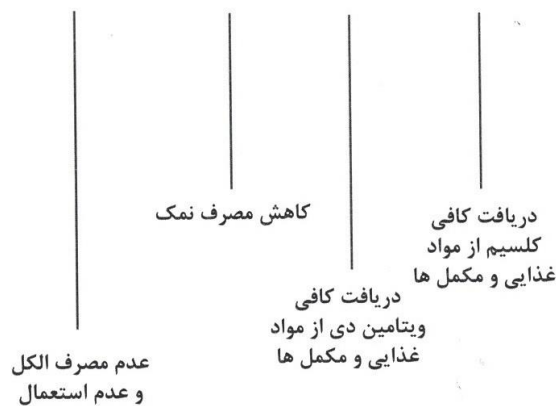 دریافت کافی
کلسیم از مواد
غذایی و مکمل ها
دریافت کافی
ویتامین دی از مواد
غذایی و مکمل ها
کاهش مصرف نمک
عدم مصرف الکل
و عدم استعمال